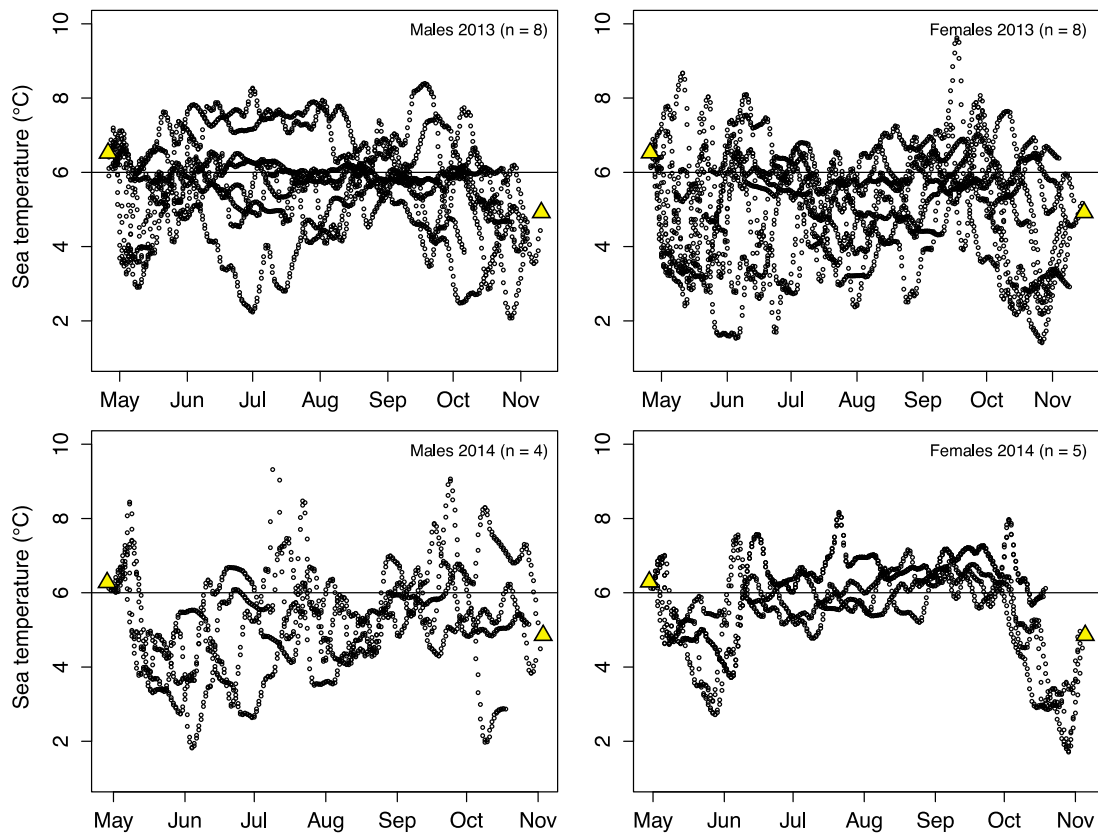 Males 2013 (n = 8)
Sea temperature (°C)
10
8
6
4
2
May Jun Jul Aug Sep Oct Nov
Females 2013 (n = 8)
10
8
6
4
2
May Jun Jul Aug Sep Oct Nov
Males 2014 (n = 4)
Sea temperature (°C)
10
8
6
4
2
May Jun Jul Aug Sep Oct Nov
Females 2014 (n = 5)
10
8
6
4
2
May Jun Jul Aug Sep Oct Nov